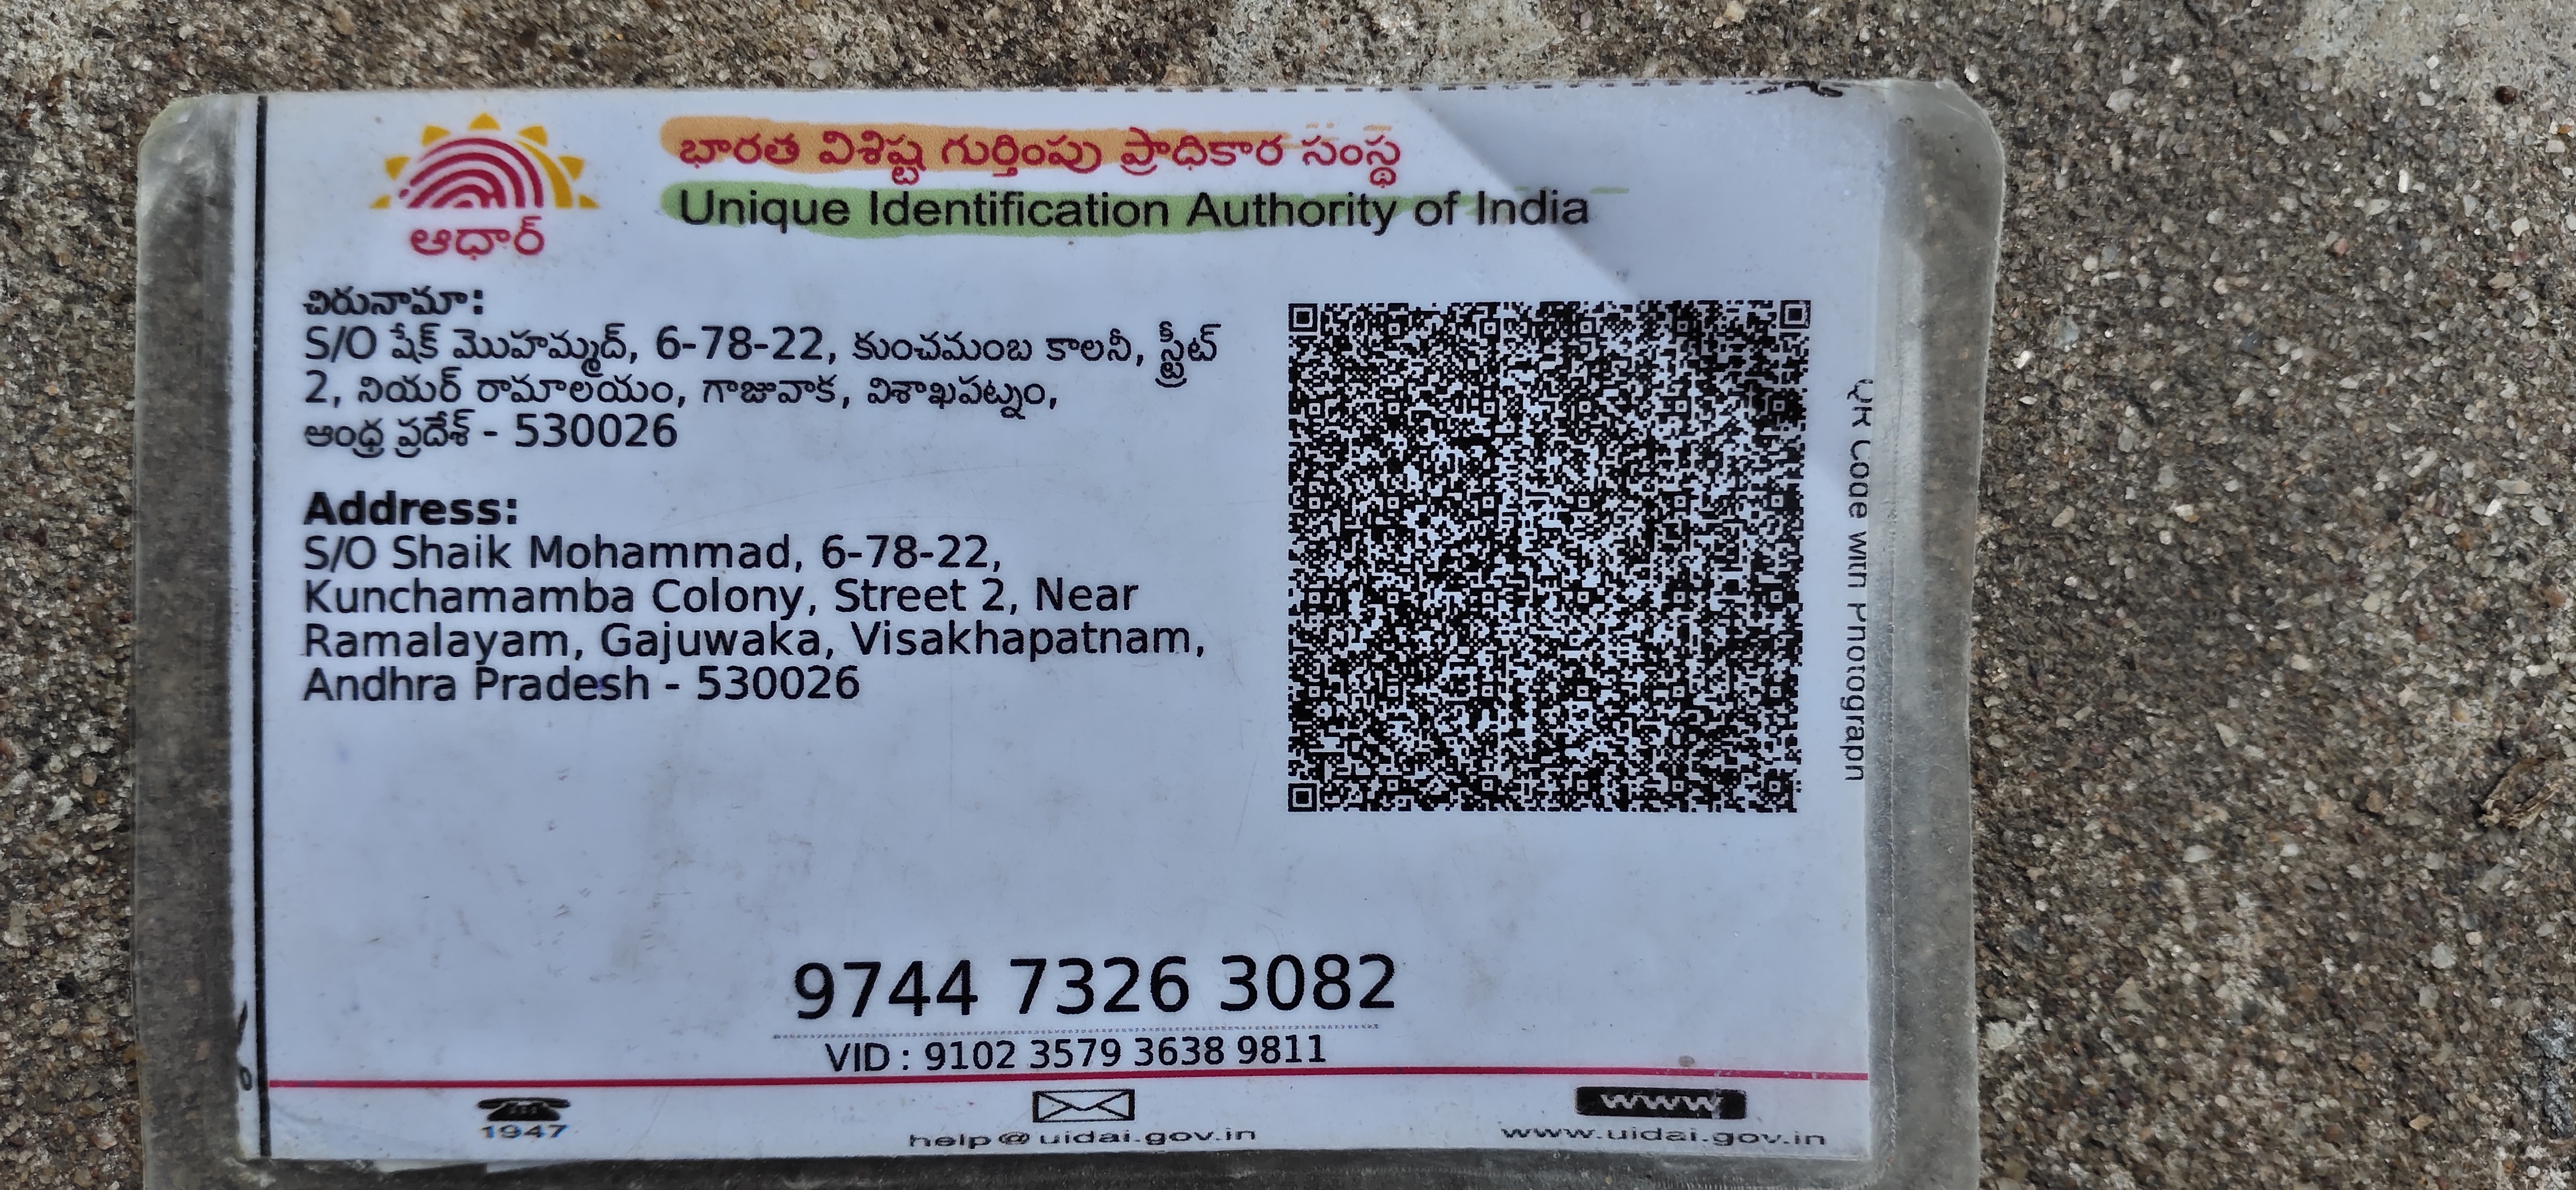 భారత విశిష్ట గుర్తింపు ప్రాధికార సంస్థ
Unique Identification Authority of India
ఆధార్
చిరునామా:
S/O షేక్ మొహమ్మద్, 6-78-22, కుంచమంబ కాలనీ, స్ట్రీట్
2, నియర్ రామాలయం, గాజువాక, విశాఖపట్నం,
ఆంధ్ర ప్రదేశ్ - 530026
Address:
S/O Shaik Mohammad, 6-78-22,
Kunchamamba Colony, Street 2, Near
Ramalayam, Gajuwaka, Visakhapatnam,
Andhra Pradesh - 530026
QR Code with Photograph
9744 7326 3082
VID : 9102 3579 3638 9811
1947
help@uidai.gov.in
www
www.uidai.gov.in